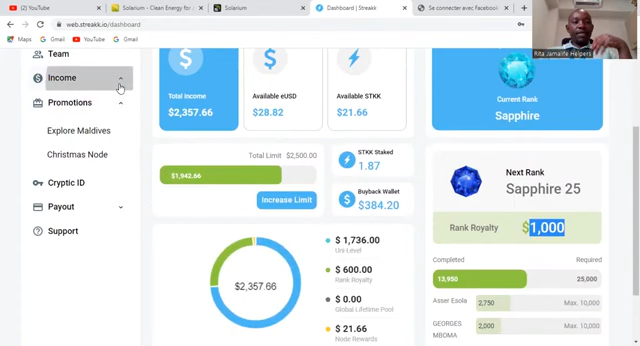 YouTube
Solarium - Clean Energy for
Solarium
Dashboard | Streakk
Se connecter avec Facebook
web.streakk.io/dashboard
Maps
Gmail
YouTube
Gmail
Rita Jamalife Helpers
Team
Income
Promotions
Explore Maldives
Christmas Node
Cryptic ID
Payout
Support
Total Income
$2,357.66
Available eUSD
$28.82
Available STKK
$21.66
Current Rank
Sapphire
Total Limit $2,500.00
$1,942.66
Increase Limit
STKK Staked
1.87
Buyback Wallet
$384.20
Next Rank
Sapphire 25
Rank Royalty $1,000
$2,357.66
$ 1,736.00
Uni Level
$ 600.00
Rank Royalty
$ 0.00
Global Lifetime Pool
$ 21.66
Node Rewards
Completed Required
13,950 25,000
Asser Esola 2,750 Max. 10,000
GEORGES MBOMA 2,000 Max. 10,000